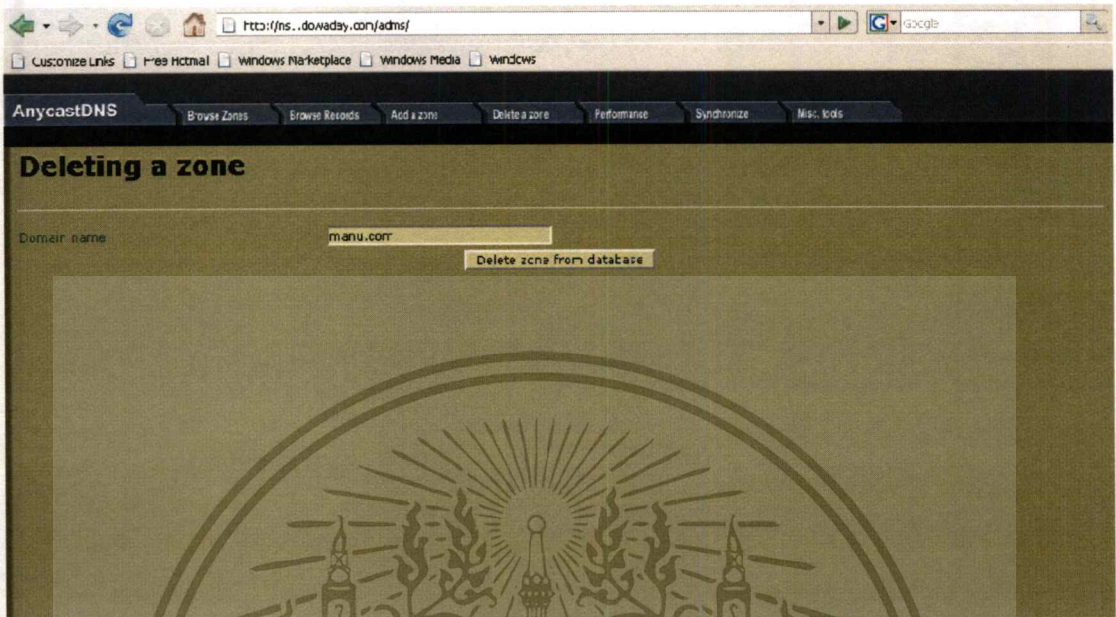 Google
Customize Links Free Hotmail Windows Marketplace Windows Media Windows
AnycastDNS Browse Zones Browse Records Add a zone Delete a zone Performance Synchronize Misc. tools
Deleting a zone
Domain name manu.com
Delete zone from database